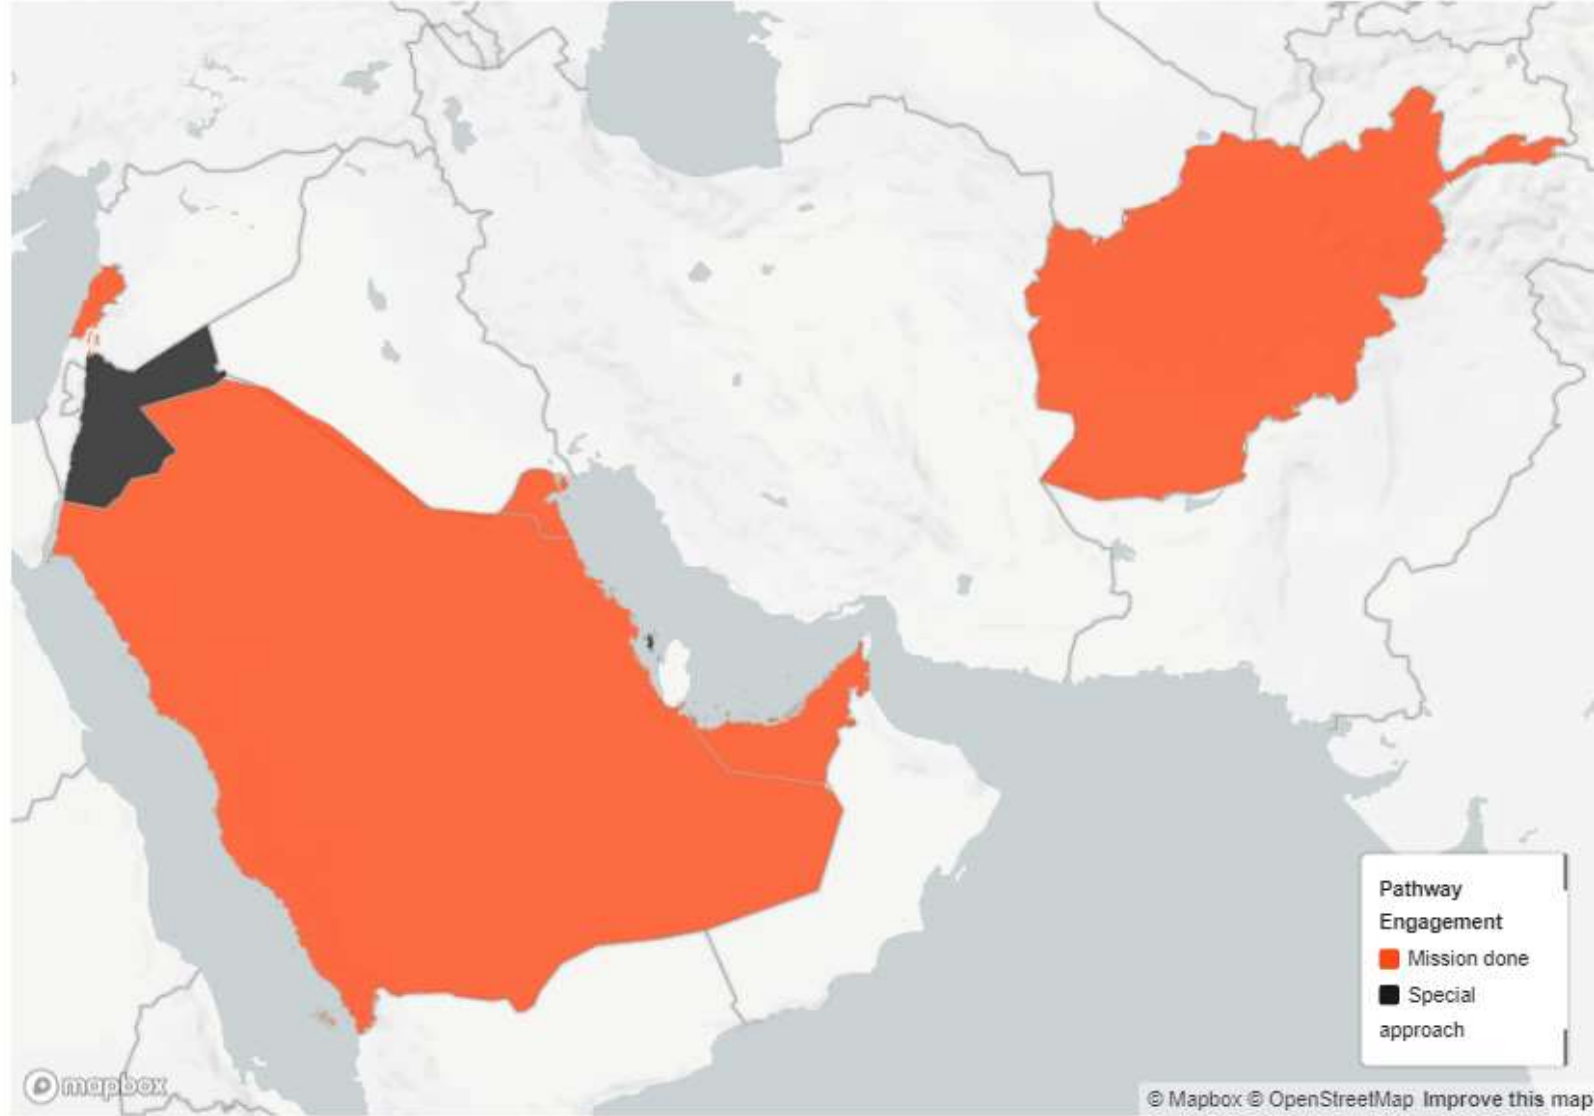 Pathway
Engagement
Mission done
Special
approach
mapbox
© Mapbox © OpenStreetMap Improve this map